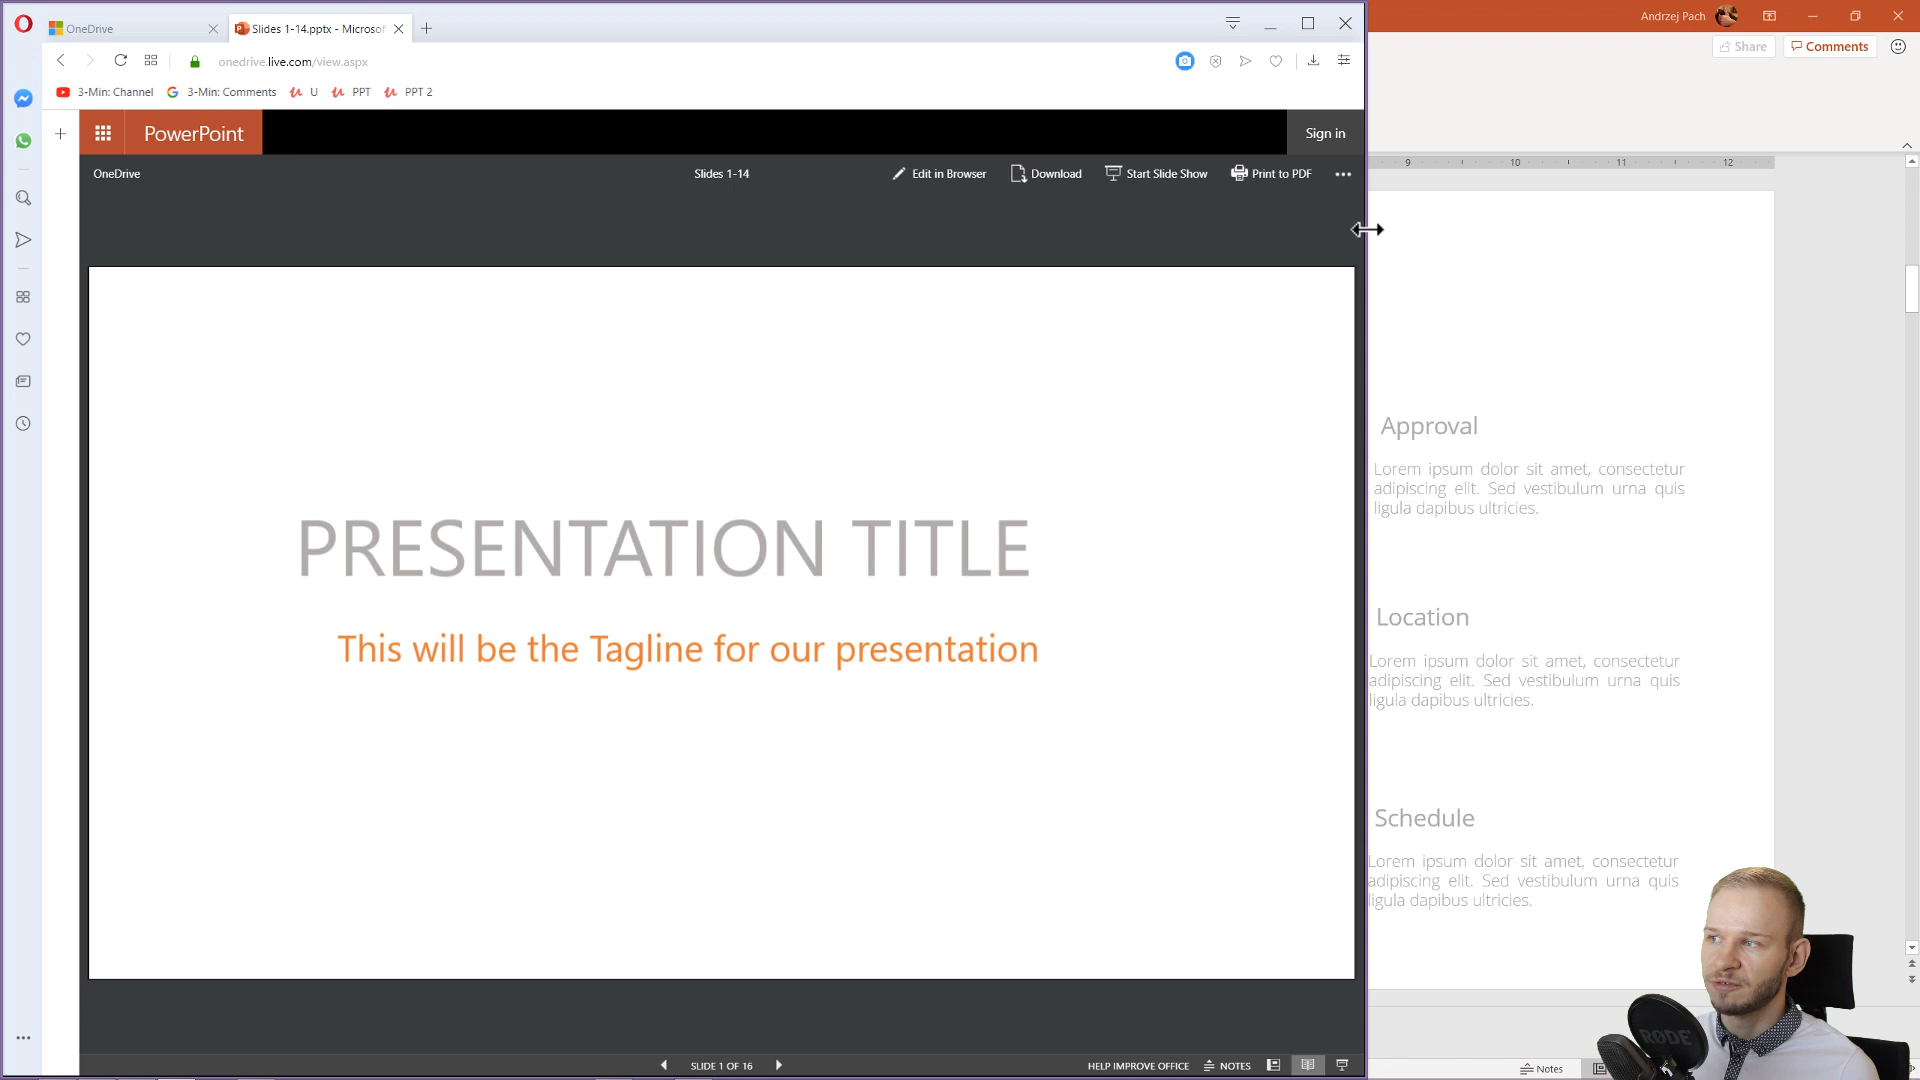 OneDrive
Slides 1-14.pptx - Microsof
Andrzej Pach
Share
Comments
onedrive.live.com/view.aspx
3-Min: Channel
3-Min: Comments
U
PPT
PPT 2
PowerPoint
Sign in
OneDrive
Slides 1-14
Edit in Browser
Download
Start Slide Show
Print to PDF
9
10
11
12
PRESENTATION TITLE
This will be the Tagline for our presentation
Approval
Lorem ipsum dolor sit amet, consectetur
adipiscing elit. Sed vestibulum urna quis
ligula dapibus ultricies.
Location
Lorem ipsum dolor sit amet, consectetur
adipiscing elit. Sed vestibulum urna quis
ligula dapibus ultricies.
Schedule
Lorem ipsum dolor sit amet, consectetur
adipiscing elit. Sed vestibulum urna quis
ligula dapibus ultricies.
RØDE
SLIDE 1 OF 16
HELP IMPROVE OFFICE
NOTES
Notes